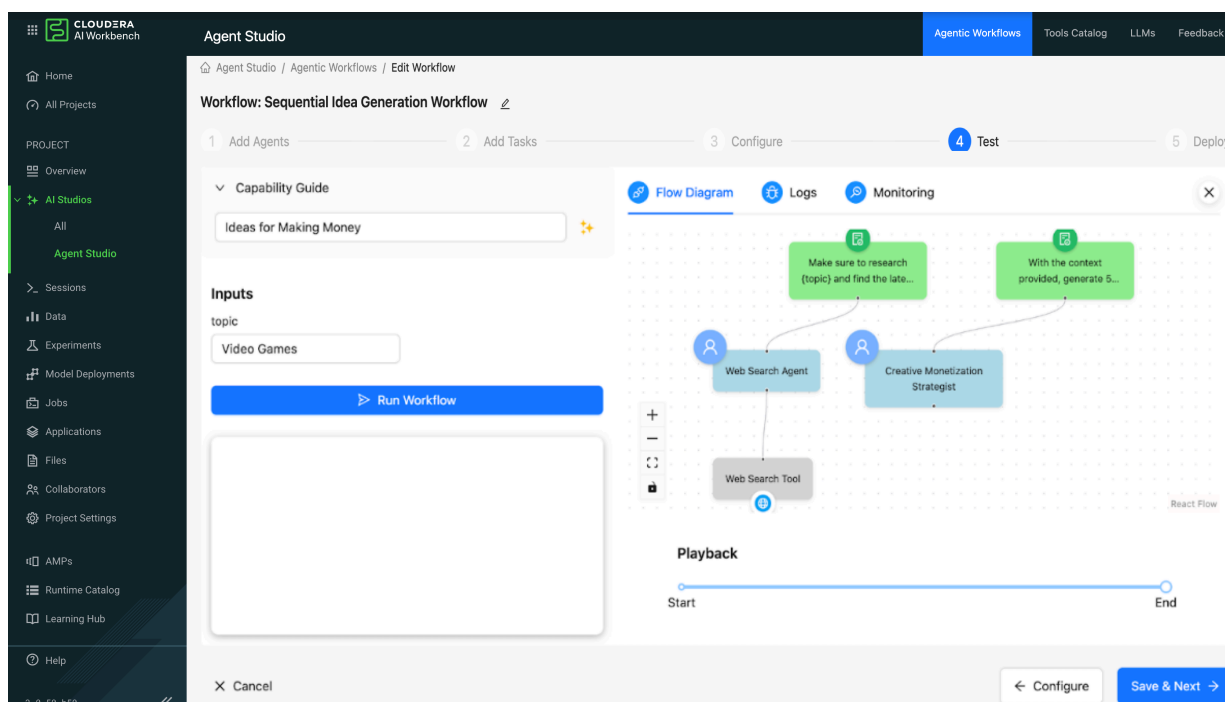 CLOUDERA
AI Workbench
Agent Studio
Agentic Workflows
Tools Catalog
LLMs
Feedback
Home
All Projects
PROJECT
Overview
AI Studios
All
Agent Studio
Sessions
Data
Experiments
Model Deployments
Jobs
Applications
Files
Collaborators
Project Settings
AMPs
Runtime Catalog
Learning Hub
Help
Agent Studio / Agentic Workflows / Edit Workflow
Workflow: Sequential Idea Generation Workflow
1 Add Agents
2 Add Tasks
3 Configure
4 Test
5 Deploy
Capability Guide
Ideas for Making Money
Inputs
topic
Video Games
Run Workflow
Flow Diagram
Logs
Monitoring
Make sure to research
{topic} and find the late...
With the context
provided, generate 5...
Web Search Agent
Creative Monetization
Strategist
Web Search Tool
React Flow
Playback
Start
End
Cancel
Configure
Save & Next